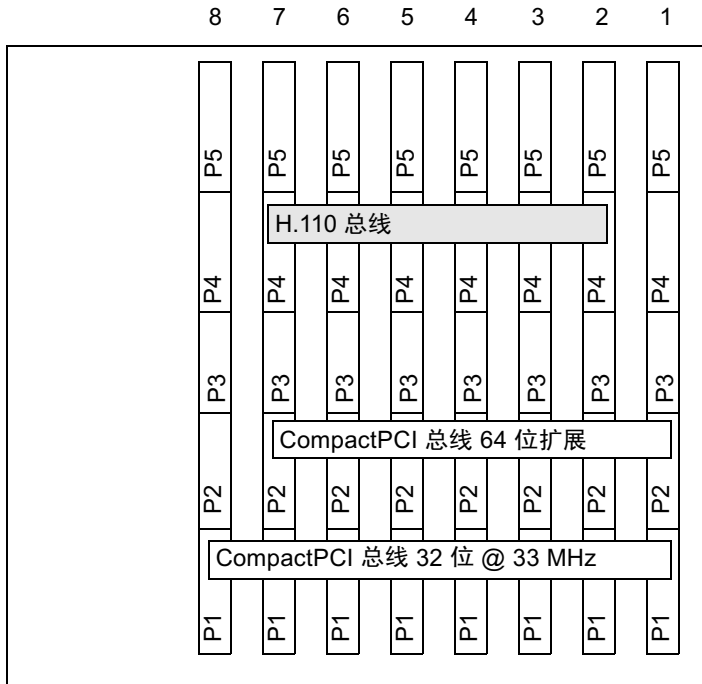 8 7 6 5 4 3 2 1
P5 P5 P5 P5 P5 P5 P5 P5
H.110 总线
P4 P4 P4 P4 P4 P4 P4 P4
P3 P3 P3 P3 P3 P3 P3 P3
CompactPCI 总线 64 位扩展
P2 P2 P2 P2 P2 P2 P2 P2
CompactPCI 总线 32 位 @ 33 MHz
P1 P1 P1 P1 P1 P1 P1 P1